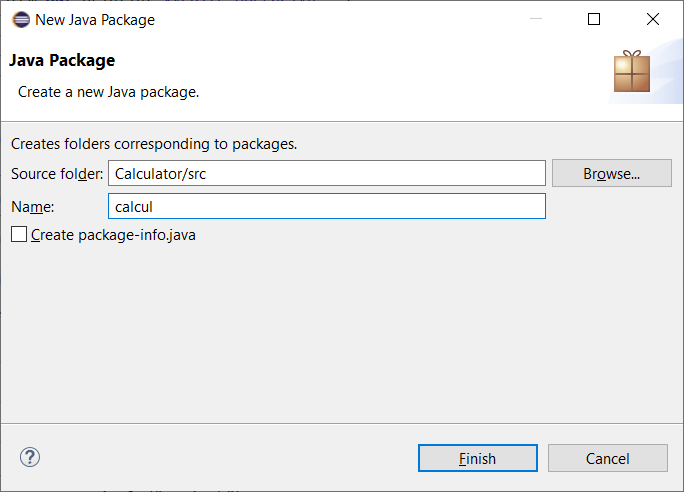 New Java Package
Java Package
Create a new Java package.
Creates folders corresponding to packages.
Source folder: Calculator/src Browse...
Name: calcul
Create package-info.java
? Finish Cancel